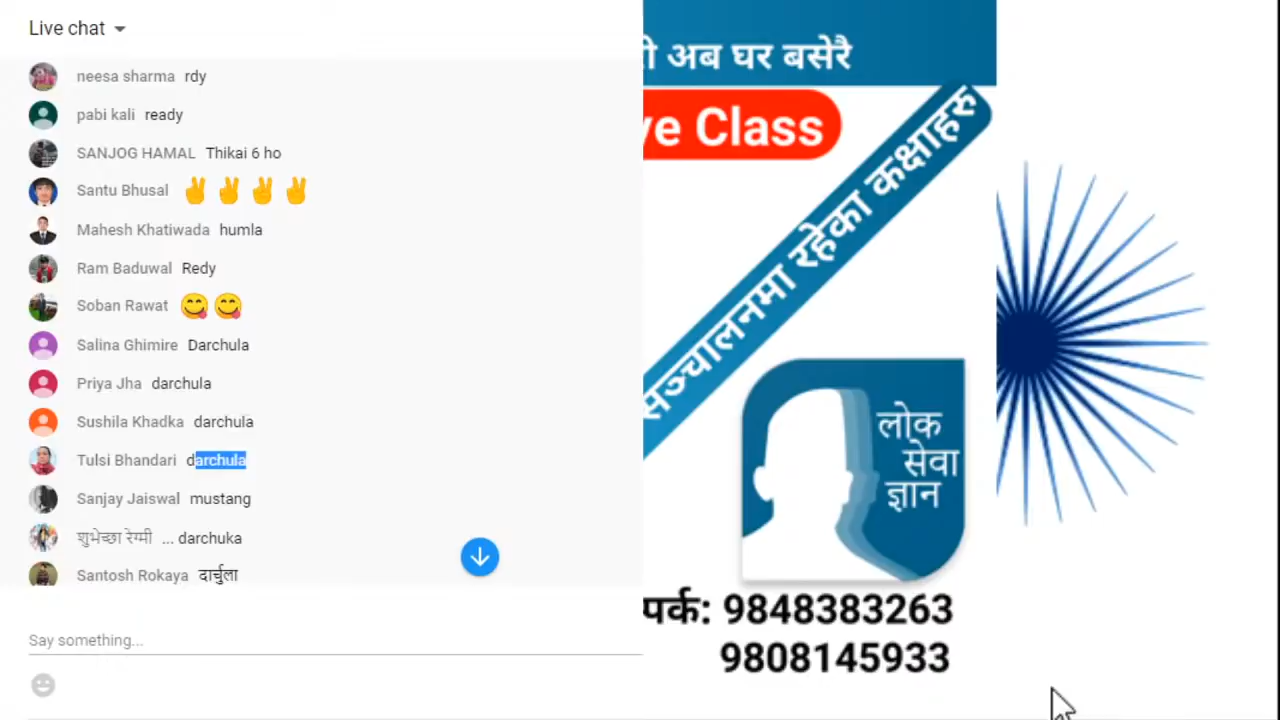 Live chat
neesa sharma rdy
pabi kali ready
SANJOG HAMAL Thikai 6 ho
Santu Bhusal ✌✌✌✌
Mahesh Khatiwada humla
Ram Baduwal Redy
Soban Rawat 😋😋
Salina Ghimire Darchula
Priya Jha darchula
Sushila Khadka darchula
Tulsi Bhandari darchula
Sanjay Jaiswal mustang
शुभेच्छा रेग्मी ... darchuka
Santosh Rokaya दार्चुला
Say something...
री अब घर बसेरै
ve Class
सञ्चालनमा रहेका कक्षाहरु
लोक
सेवा
ज्ञान
पर्क: 9848383263
9808145933